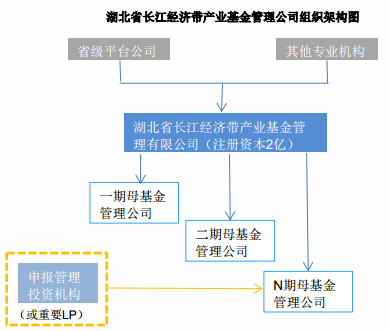 湖北省长江经济带产业基金管理公司组织架构图
省级平台公司
其他专业机构
湖北省长江经济带产业基金管
理有限公司（注册资本2亿）
一期母基金
管理公司
二期母基金
管理公司
申报管理
投资机构
（或重要LP）
N期母基金
管理公司